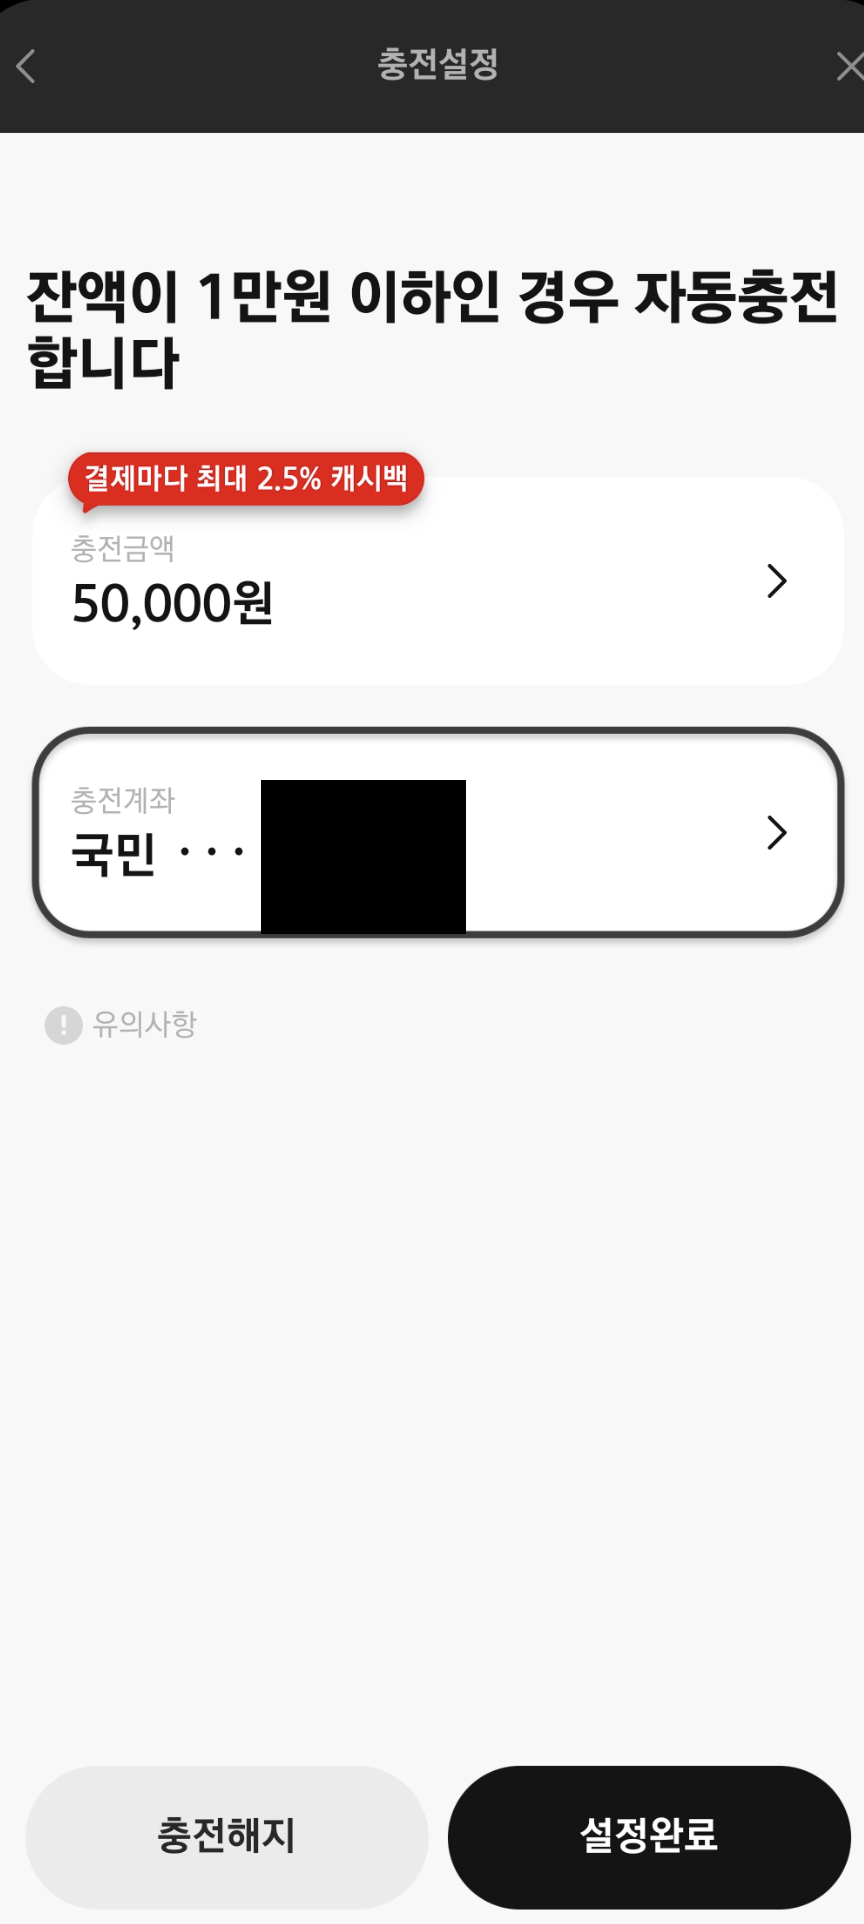 충전설정
잔액이 1만원 이하인 경우 자동충전
합니다
결제마다 최대 2.5% 캐시백
충전금액
50,000원
충전계좌
국민 ···
유의사항
충전해지
설정완료